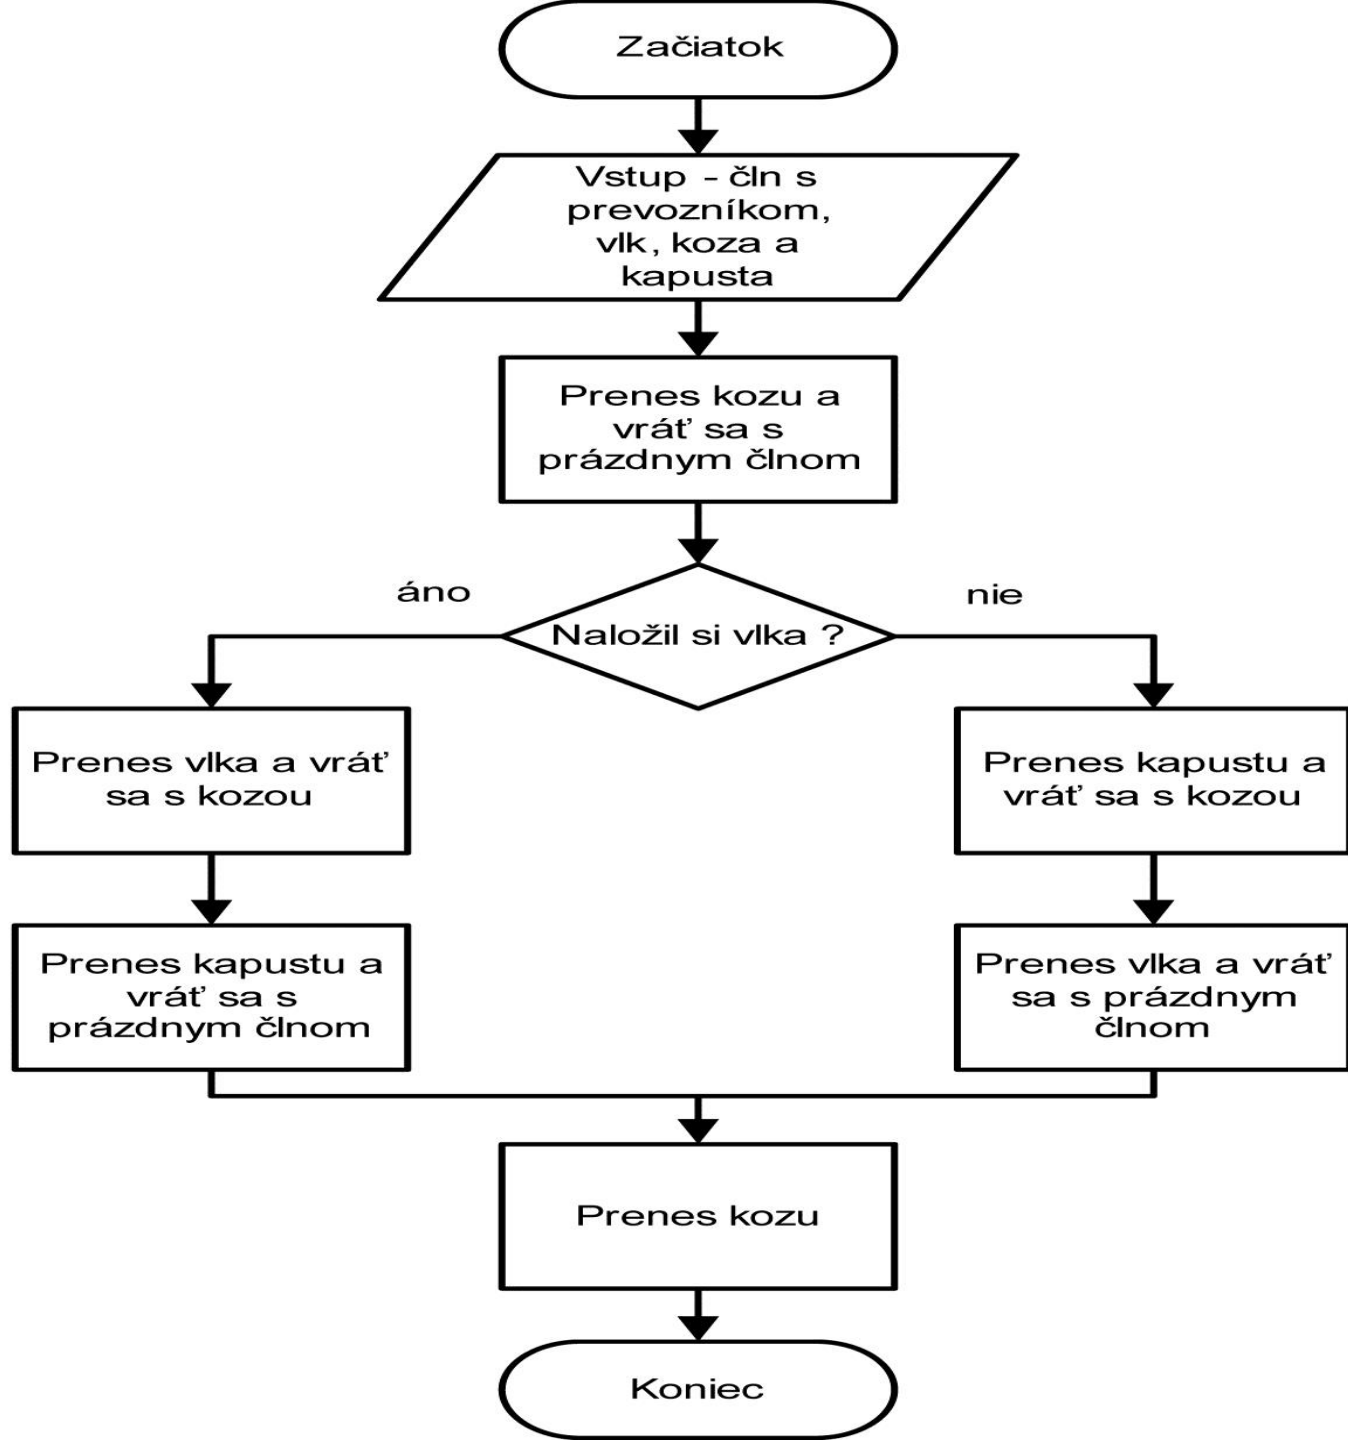 Začiatok
Vstup - čln s
prevozníkom,
vlk, koza a
kapusta
Prenes kozu a
vráť sa s
prázdnym člnom
Naložil si vlka ?
áno
nie
Prenes vlka a vráť
sa s kozou
Prenes kapustu a
vráť sa s
prázdnym člnom
Prenes kapustu a
vráť sa s kozou
Prenes vlka a vráť
sa s prázdnym
člnom
Prenes kozu
Koniec